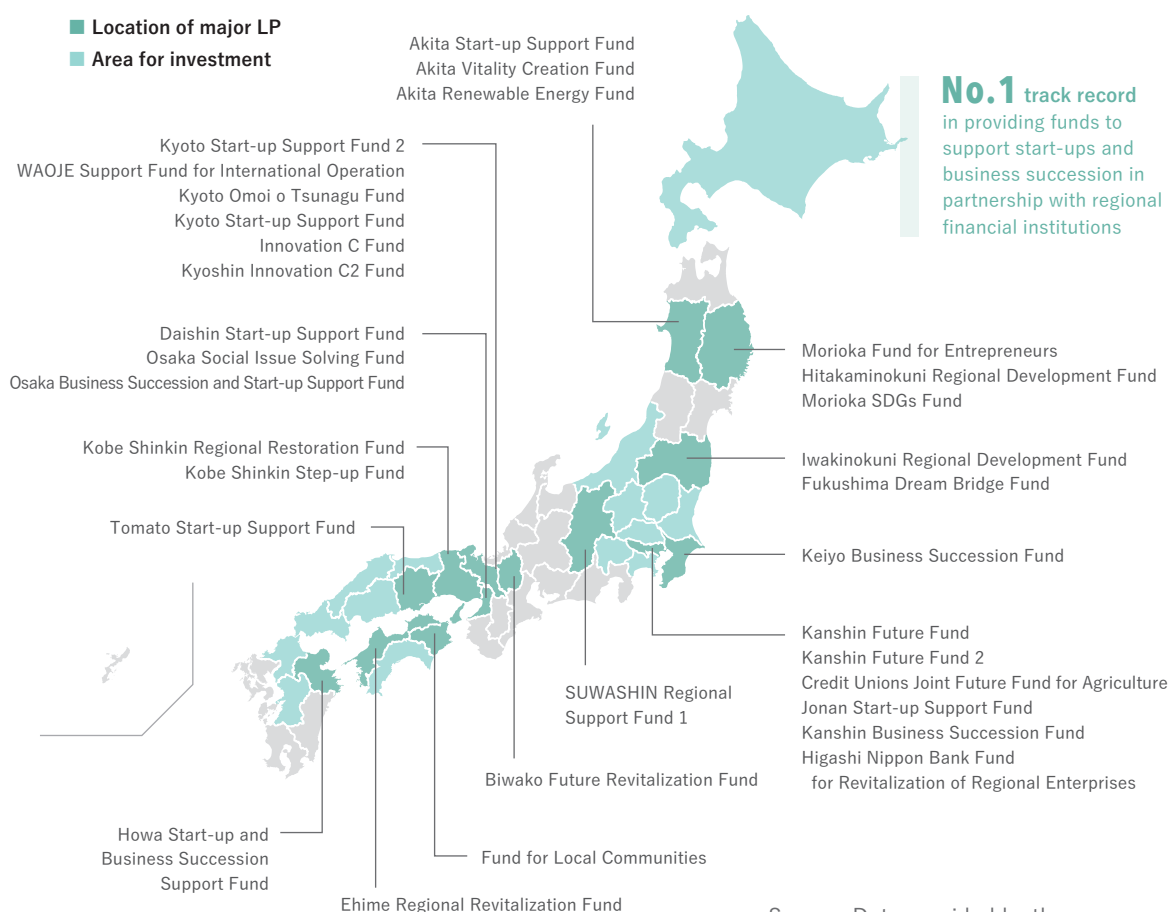 Location of major LP
Area for investment
Akita Start-up Support Fund
Akita Vitality Creation Fund
Akita Renewable Energy Fund
No.1 track record
in providing funds to
support start-ups and
business succession in
partnership with regional
financial institutions
Kyoto Start-up Support Fund 2
WAOJE Support Fund for International Operation
Kyoto Omoi o Tsunagu Fund
Kyoto Start-up Support Fund
Innovation C Fund
Kyoshin Innovation C2 Fund
Daishin Start-up Support Fund
Osaka Social Issue Solving Fund
Osaka Business Succession and Start-up Support Fund
Morioka Fund for Entrepreneurs
Hitakaminokuni Regional Development Fund
Morioka SDGs Fund
Kobe Shinkin Regional Restoration Fund
Kobe Shinkin Step-up Fund
Iwakinokuni Regional Development Fund
Fukushima Dream Bridge Fund
Tomato Start-up Support Fund
Keiyo Business Succession Fund
Kanshin Future Fund
Kanshin Future Fund 2
Credit Unions Joint Future Fund for Agriculture
Jonan Start-up Support Fund
Kanshin Business Succession Fund
Higashi Nippon Bank Fund
for Revitalization of Regional Enterprises
SUWASHIN Regional
Support Fund 1
Biwako Future Revitalization Fund
Howa Start-up and
Business Succession
Support Fund
Fund for Local Communities
Ehime Regional Revitalization Fund